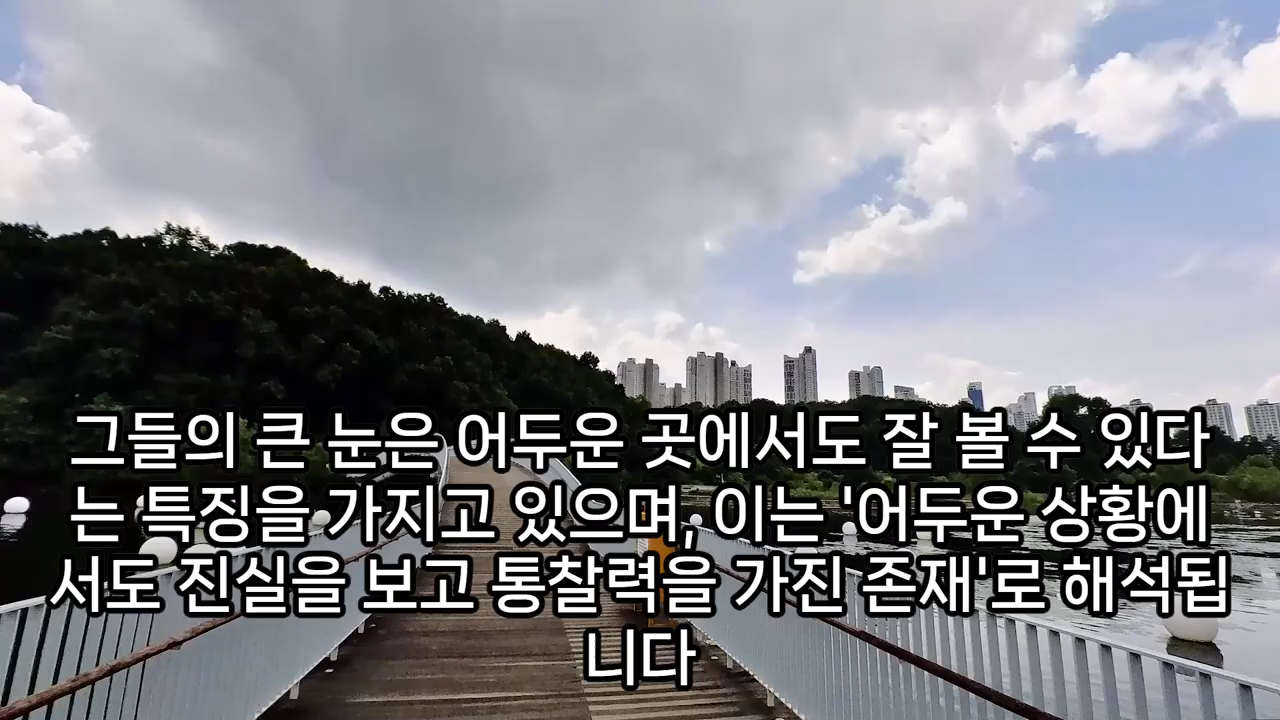 그들의 큰 눈은 어두운 곳에서도 잘 볼 수 있다
는 특징을 가지고 있으며, 이는 '어두운 상황에
서도 진실을 보고 통찰력을 가진 존재'로 해석됩
니다